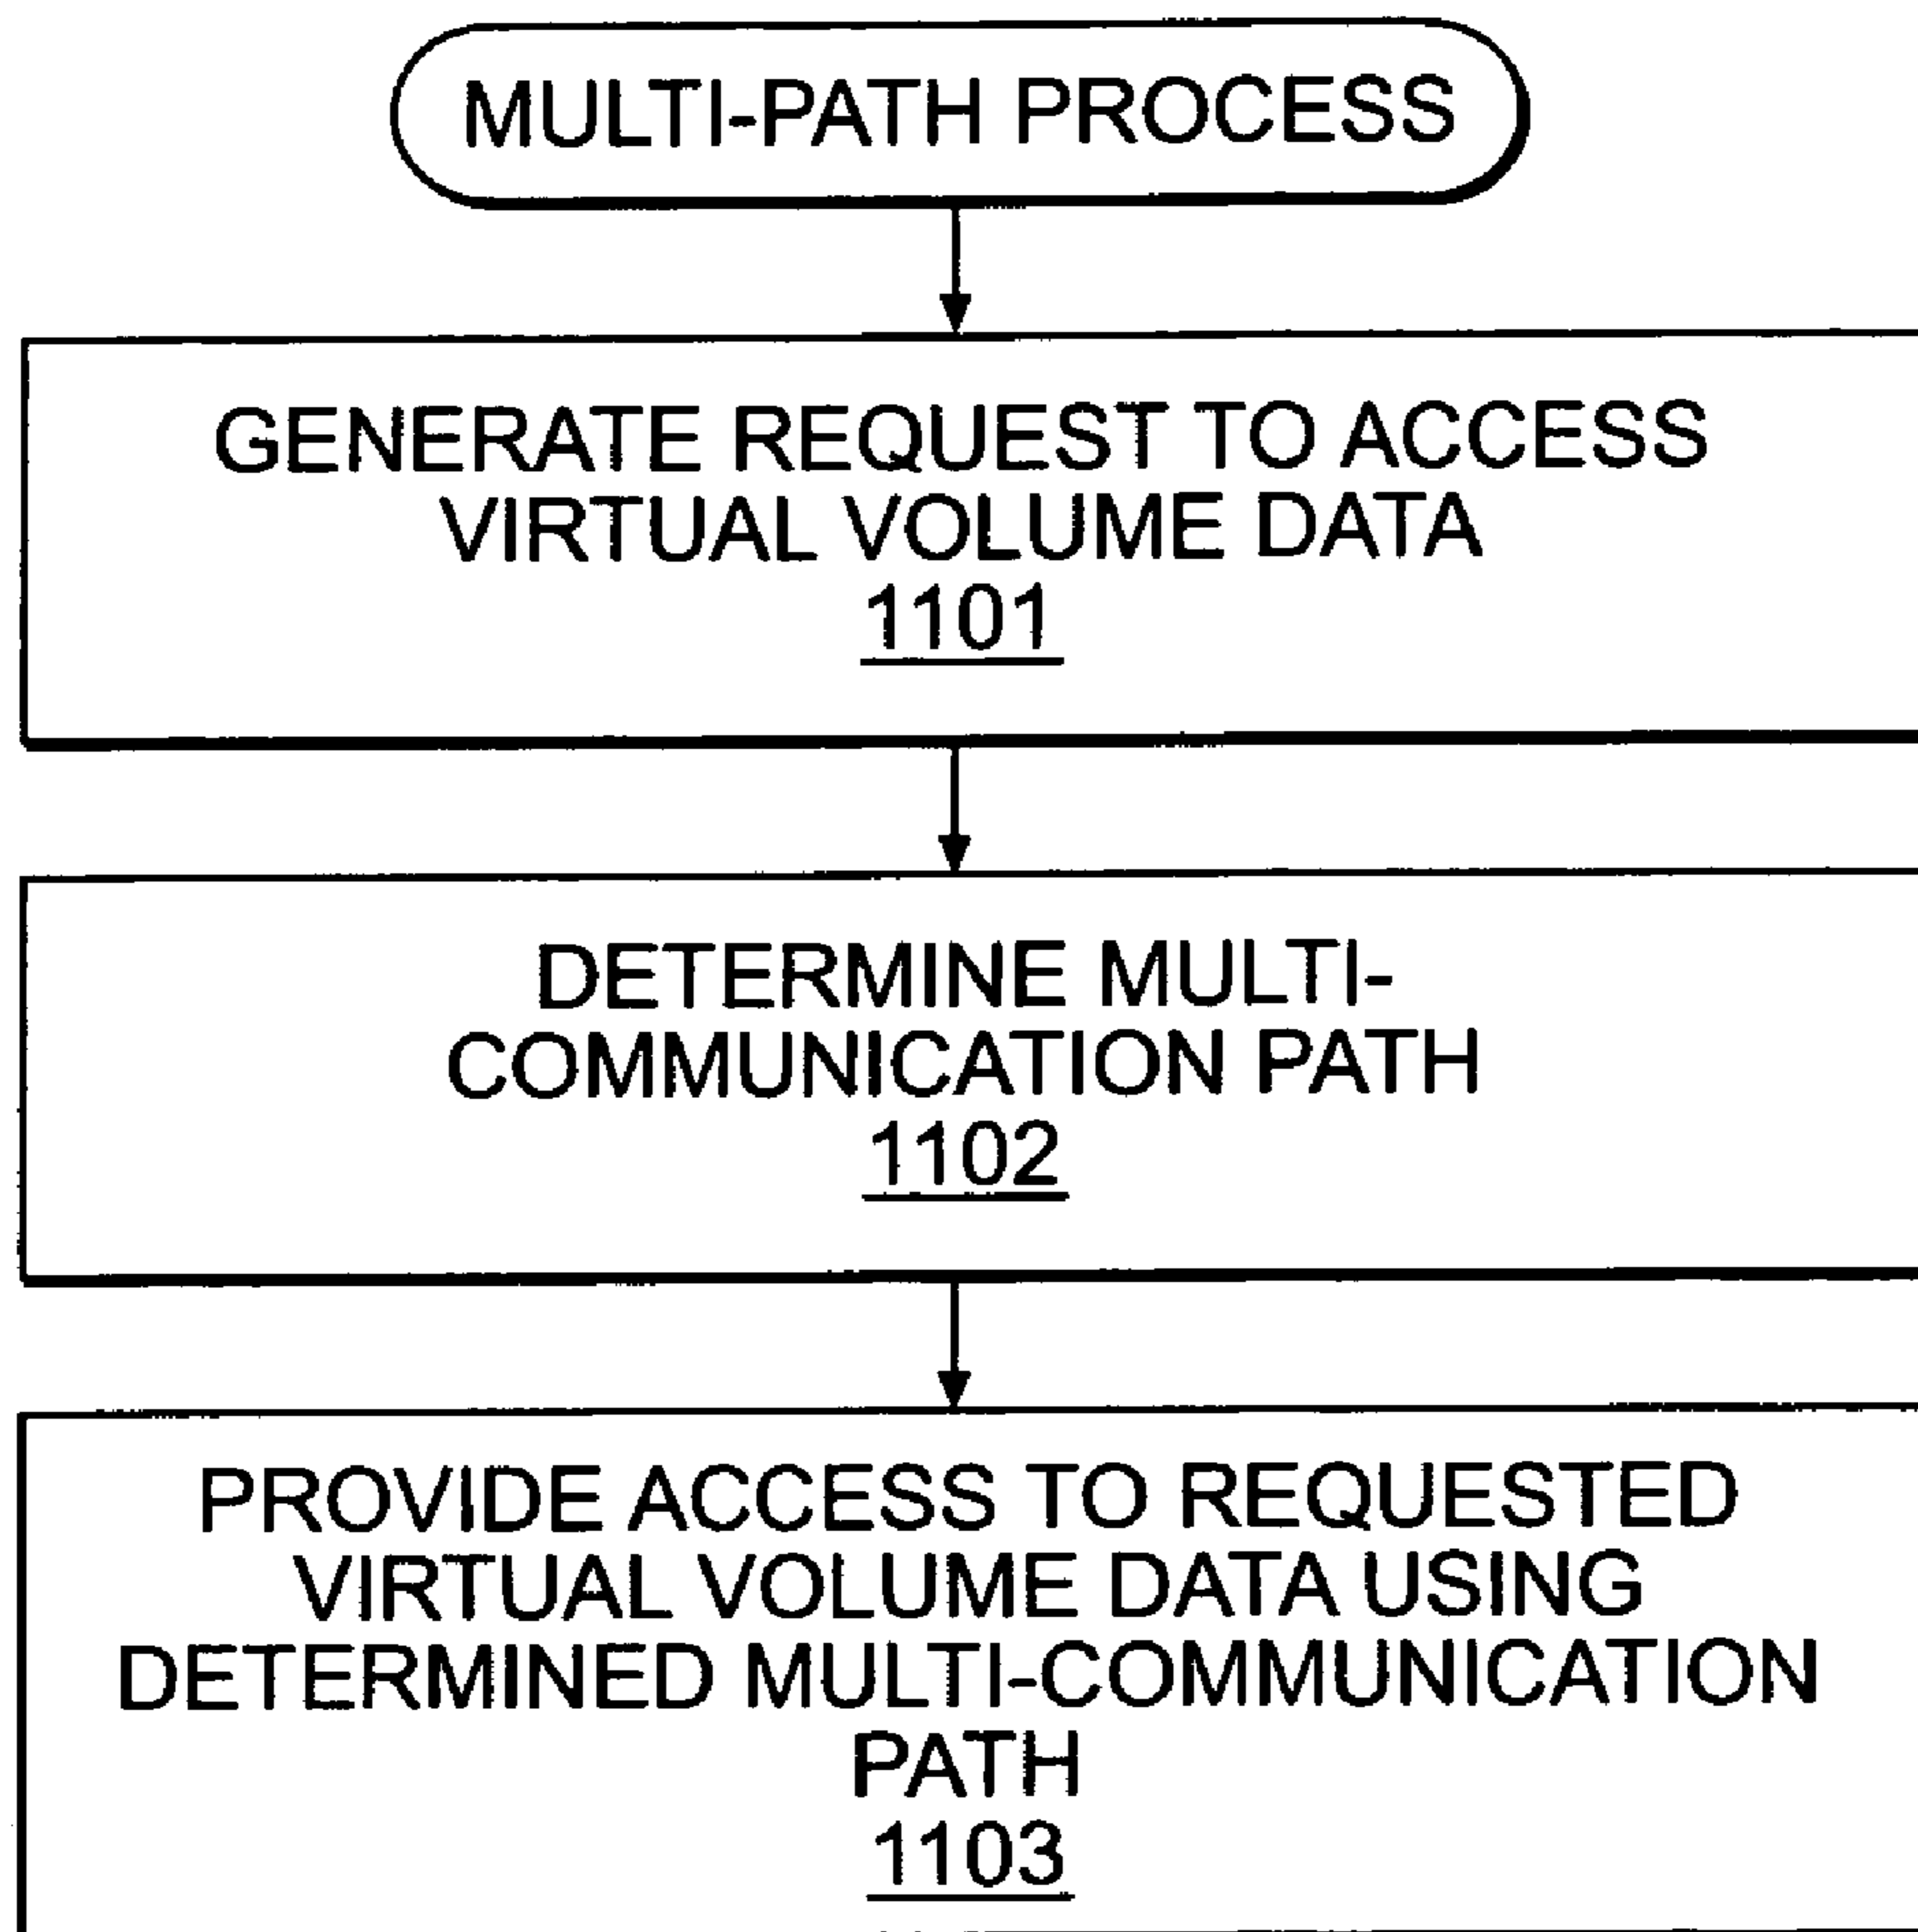 MULTI-PATH PROCESS
GENERATE REQUEST TO ACCESS
VIRTUAL VOLUME DATA
1101
DETERMINE MULTI-
COMMUNICATION PATH
1102
PROVIDE ACCESS TO REQUESTED
VIRTUAL VOLUME DATA USING
DETERMINED MULTI-COMMUNICATION
PATH
1103